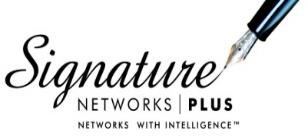 Signature
NETWORKS | PLUS
NETWORKS WITH INTELLIGENCE™